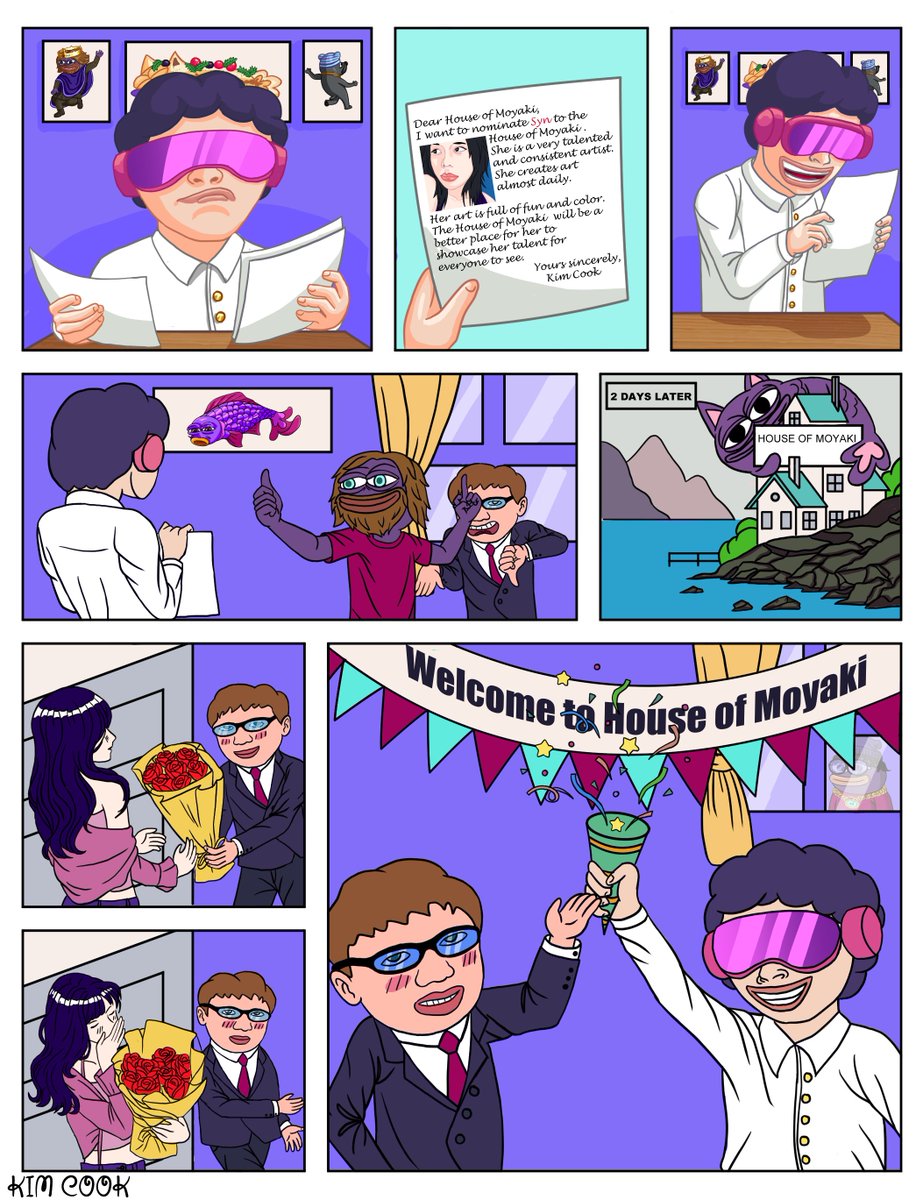 Dear House of Moyaki,
I want to nominate Syn to the
House of Moyaki .
She is a very talented
and consistent artist.
She creates art
almost daily.
Her art is full of fun and color.
The House of Moyaki will be a
better place for her to
showcase her talent for
everyone to see.
Yours sincerely,
Kim Cook
2 DAYS LATER
HOUSE OF MOYAKI
Welcome to House of Moyaki
KIM COOK